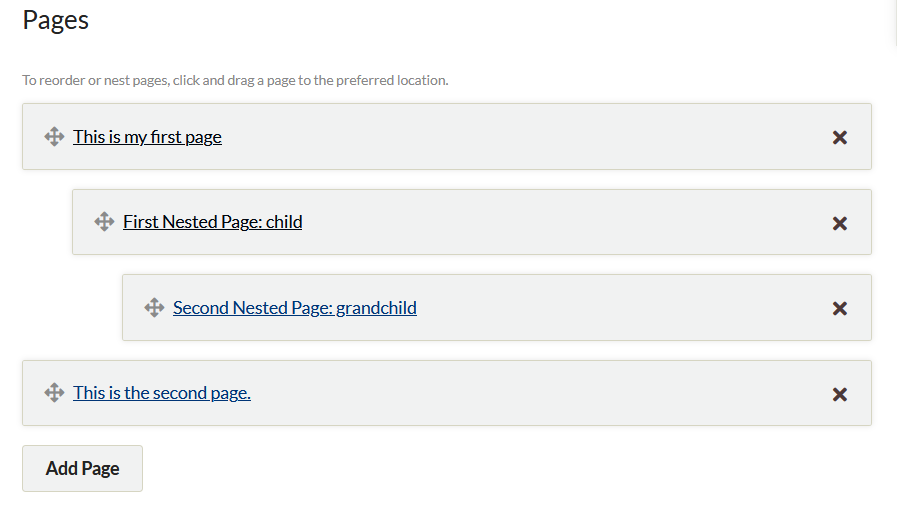 Pages
To reorder or nest pages, click and drag a page to the preferred location.
This is my first page
First Nested Page: child
Second Nested Page: grandchild
This is the second page.
Add Page